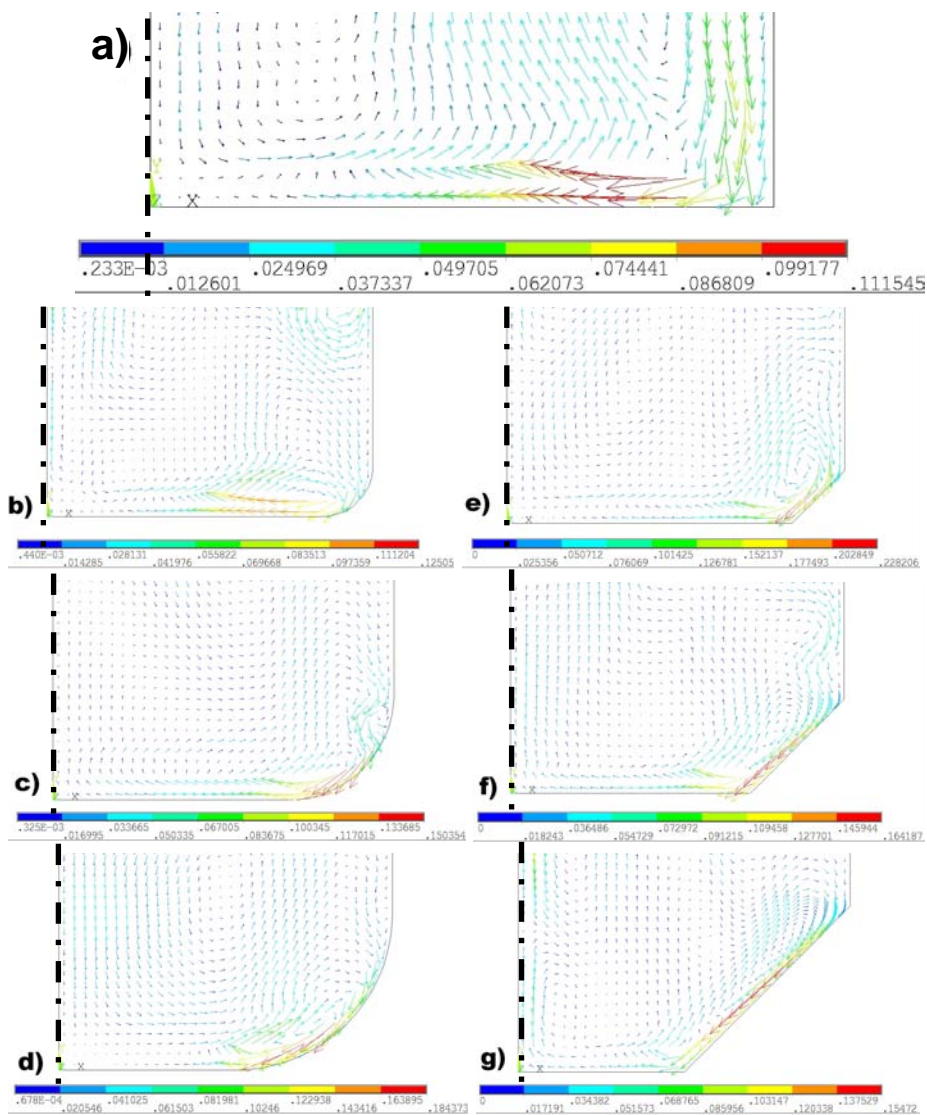 a)
Y
X
.233E-03 .024969 .049705 .074441 .099177
.012601 .037337 .062073 .086809 .111545
b)
X
.440E-03 .028131 .055822 .083513 .111204
.014285 .041976 .069668 .097359 .12505
e)
X
0 .050712 .101425 .152137 .202849
.025356 .076069 .126781 .177493 .228206
c)
X
.325E-03 .033665 .067005 .100345 .133685
.016995 .050335 .083675 .117015 .150354
f)
X
0 .036486 .072972 .109458 .145944
.018243 .054729 .091215 .127701 .164187
d)
X
.678E-04 .041025 .081981 .122938 .163895
.020546 .061503 .10246 .143416 .184373
g)
X
0 .034382 .068765 .103147 .137529
.017191 .051573 .085956 .120338 .15472